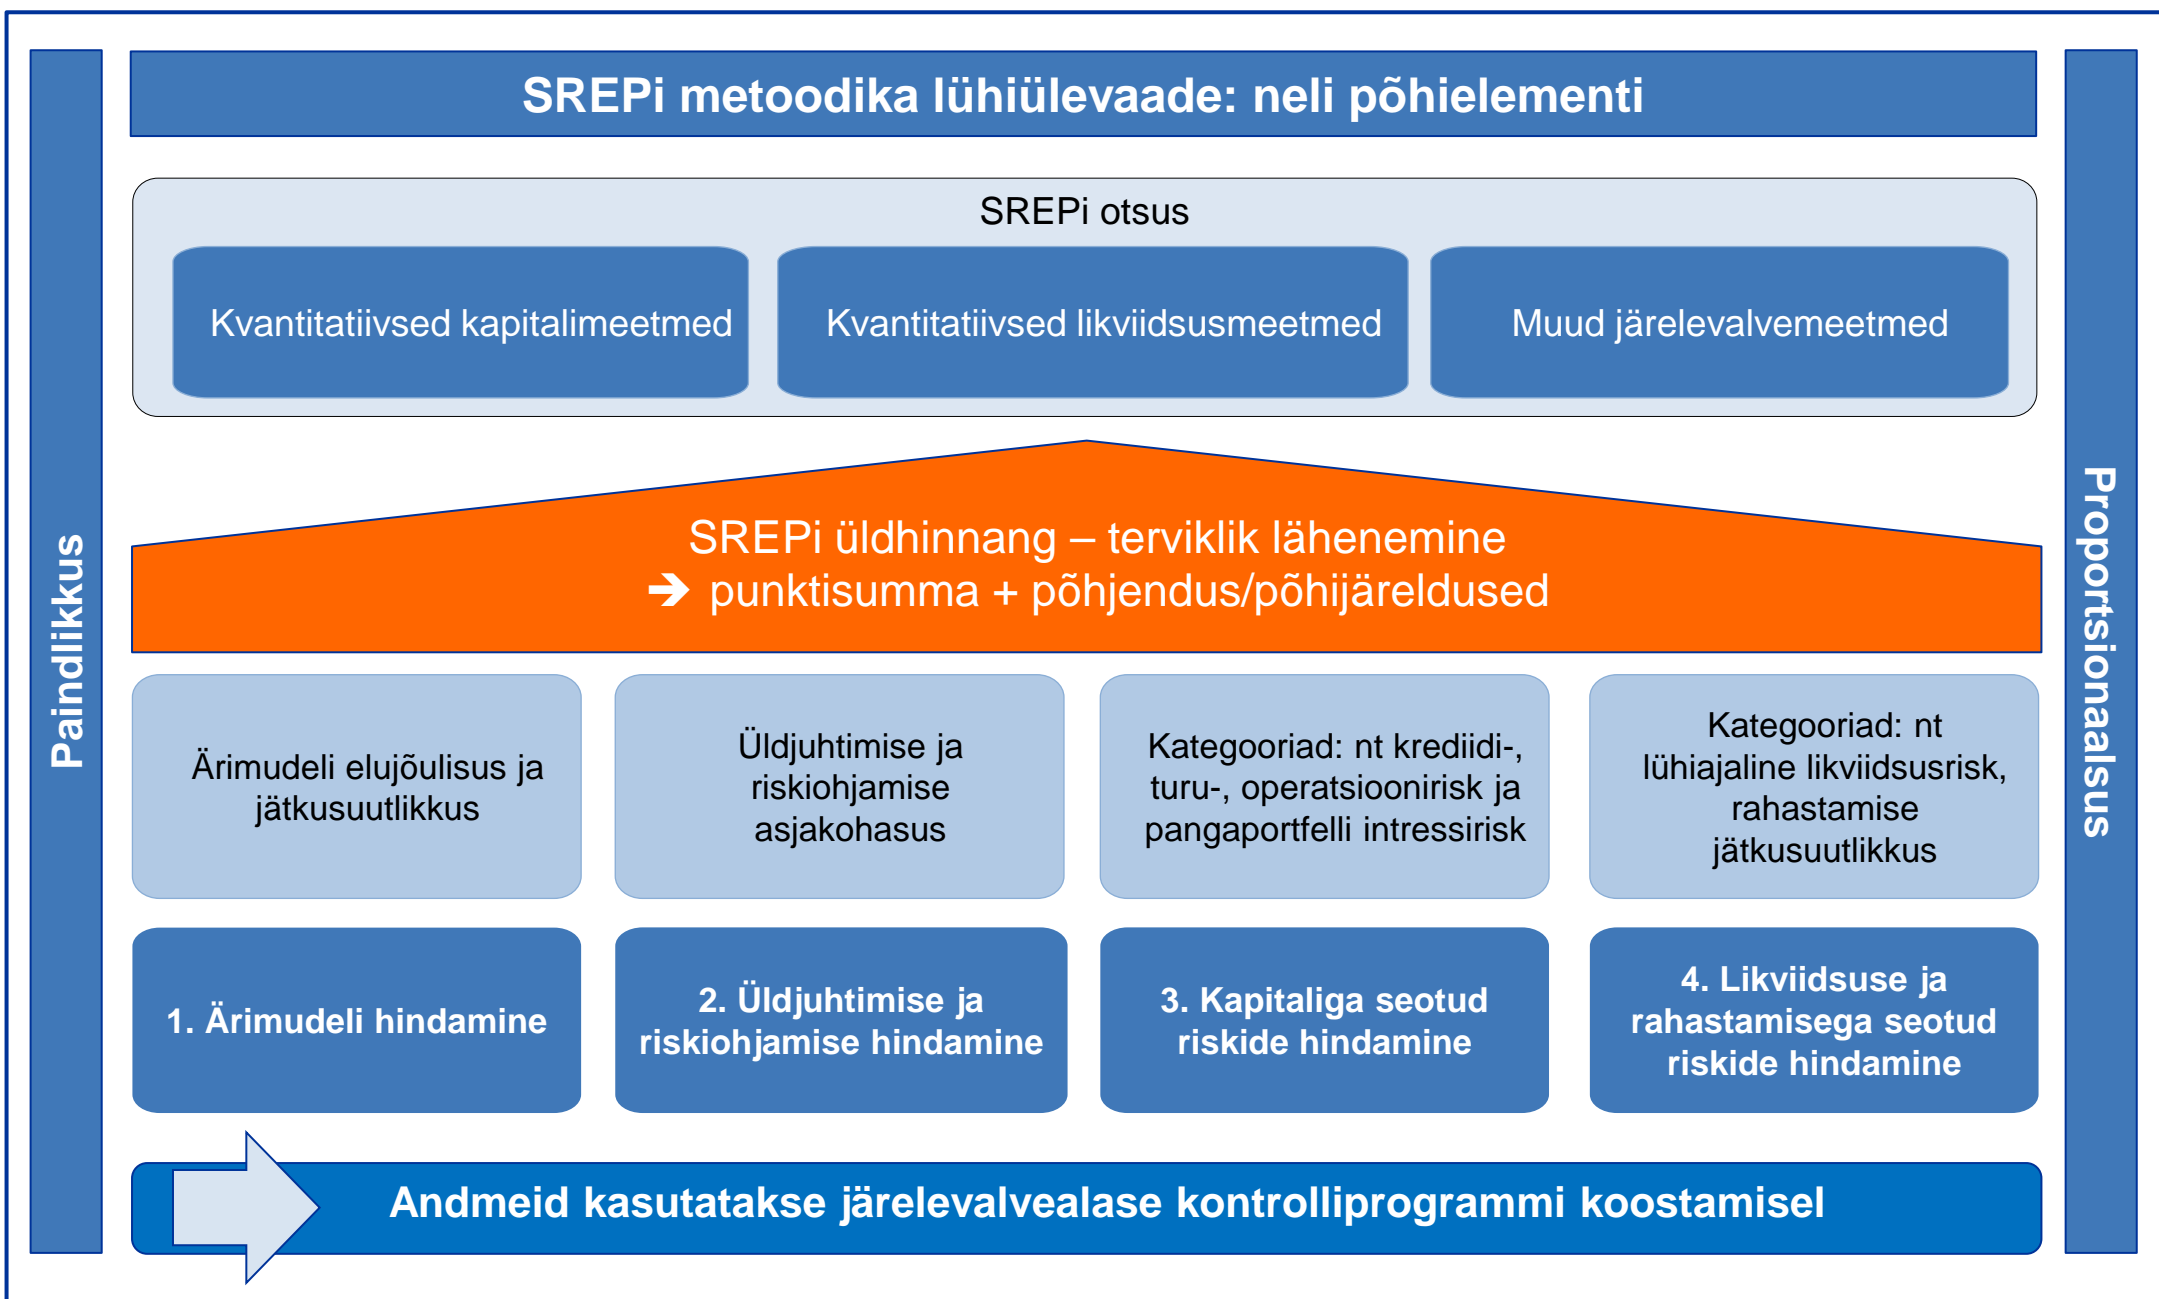 SREPi metoodika lühiülevaade: neli põhielementi
Paindlikkus
Proportsionaalsus
SREPi otsus
Kvantitatiivsed kapitalimeetmed
Kvantitatiivsed likviidsusmeetmed
Muud järelevalvemeetmed
SREPi üldhinnang – terviklik lähenemine
➔ punktisumma + põhjendus/põhijäreldused
Ärimudeli elujõulisus ja
jätkusuutlikkus
Üldjuhtimise ja
riskiohjamise
asjakohasus
Kategooriad: nt krediidi-,
turu-, operatsioonirisk ja
pangaportfelli intressirisk
Kategooriad: nt
lühiajaline likviidsusrisk,
rahastamise
jätkusuutlikkus
1. Ärimudeli hindamine
2. Üldjuhtimise ja
riskiohjamise hindamine
3. Kapitaliga seotud
riskide hindamine
4. Likviidsuse ja
rahastamisega seotud
riskide hindamine
Andmeid kasutatakse järelevalvealase kontrolliprogrammi koostamisel